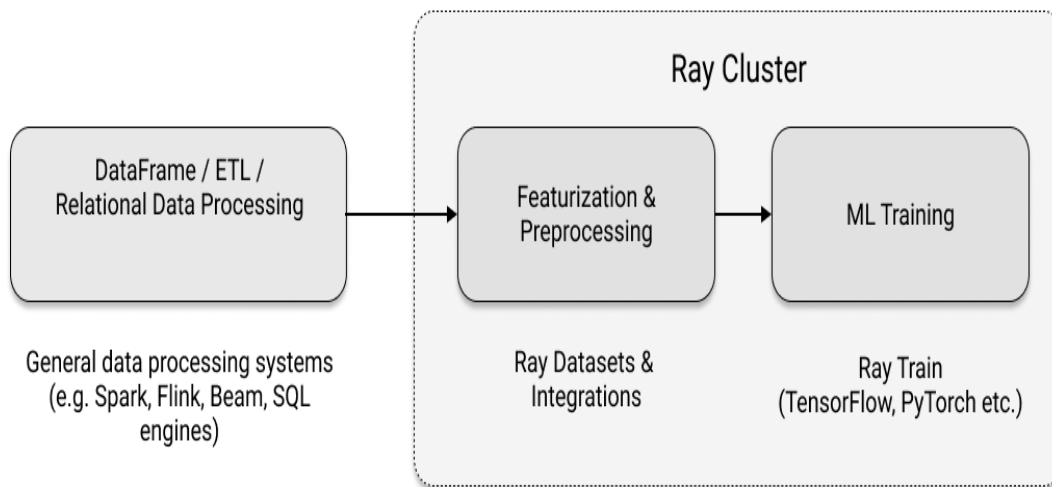 Ray Cluster
DataFrame / ETL /
Relational Data Processing
Featurization &
Preprocessing
ML Training
General data processing systems
(e.g. Spark, Flink, Beam, SQL
engines)
Ray Datasets &
Integrations
Ray Train
(TensorFlow, PyTorch etc.)